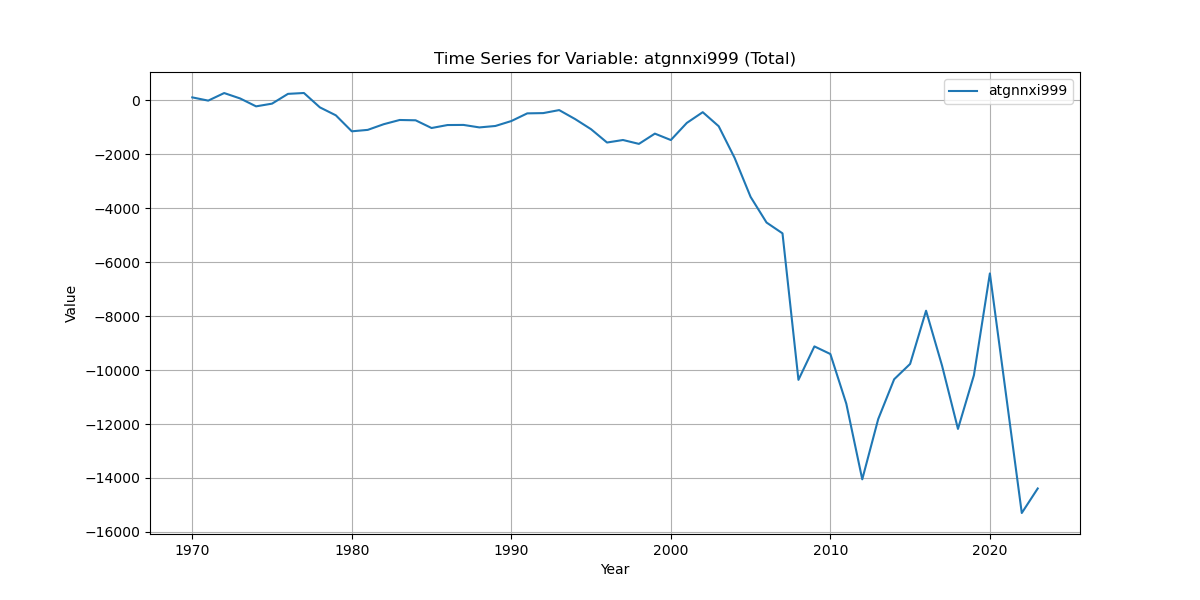 Time Series for Variable: atgnnxi999 (Total)
atgnnxi999
0
−2000
−4000
−6000
−8000
−10000
−12000
−14000
−16000
Value
1970 1980 1990 2000 2010 2020
Year